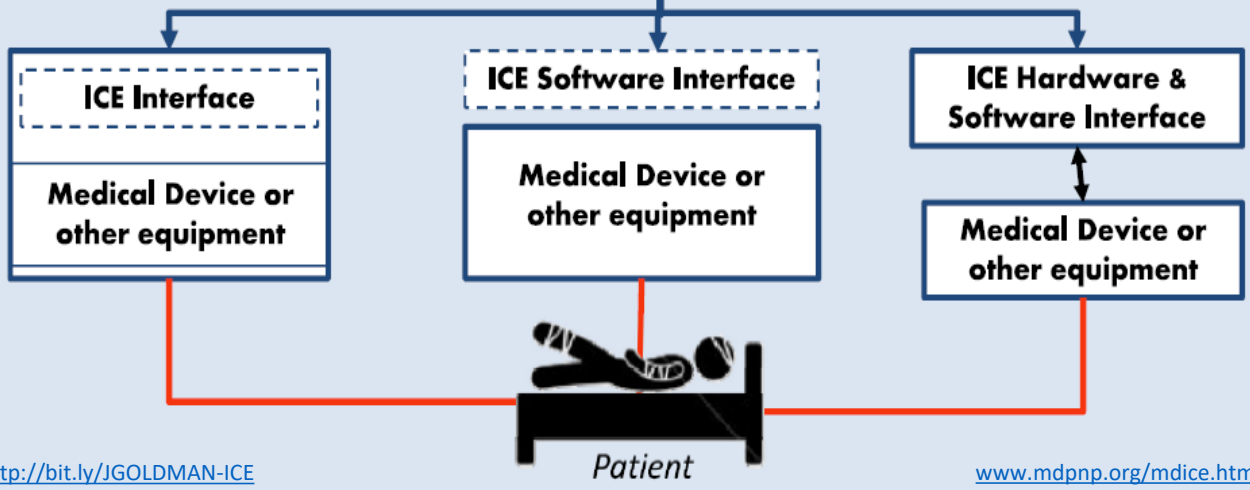 ICE Interface
Medical Device or
other equipment
ICE Software Interface
Medical Device or
other equipment
ICE Hardware &
Software Interface
Medical Device or
other equipment
Patient
tp://bit.ly/JGOLDMAN-ICE
www.mdpnp.org/mdice.htm